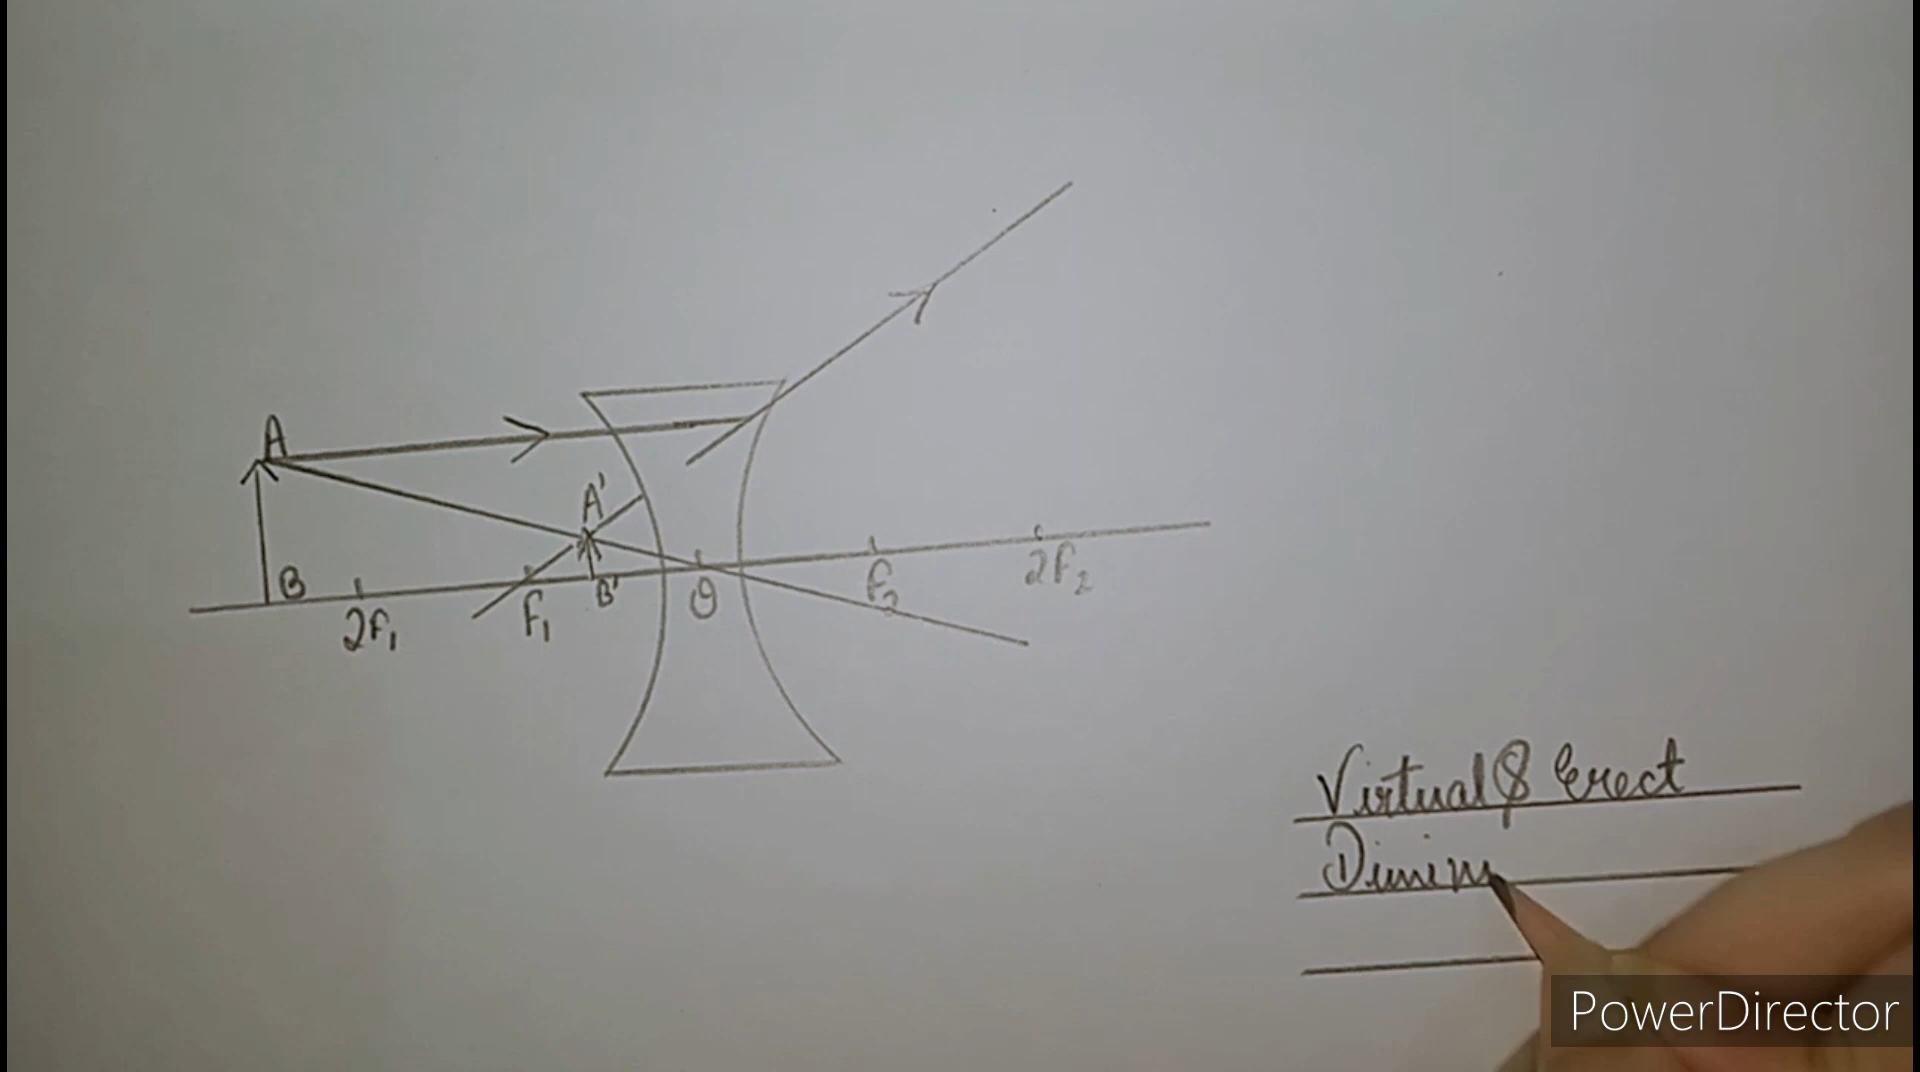 A
A'
B
2F₁
F₁
B'
O
F₂
2F₂
Virtual & Erect
Dimin
PowerDirector